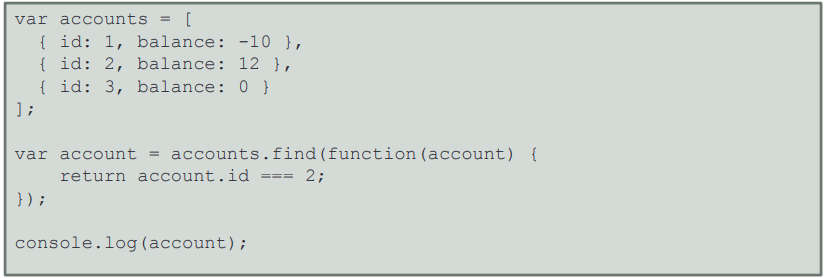 var accounts = [
  { id: 1, balance: -10 },
  { id: 2, balance: 12 },
  { id: 3, balance: 0 }
];

var account = accounts.find(function(account) {
    return account.id === 2;
});

console.log(account);